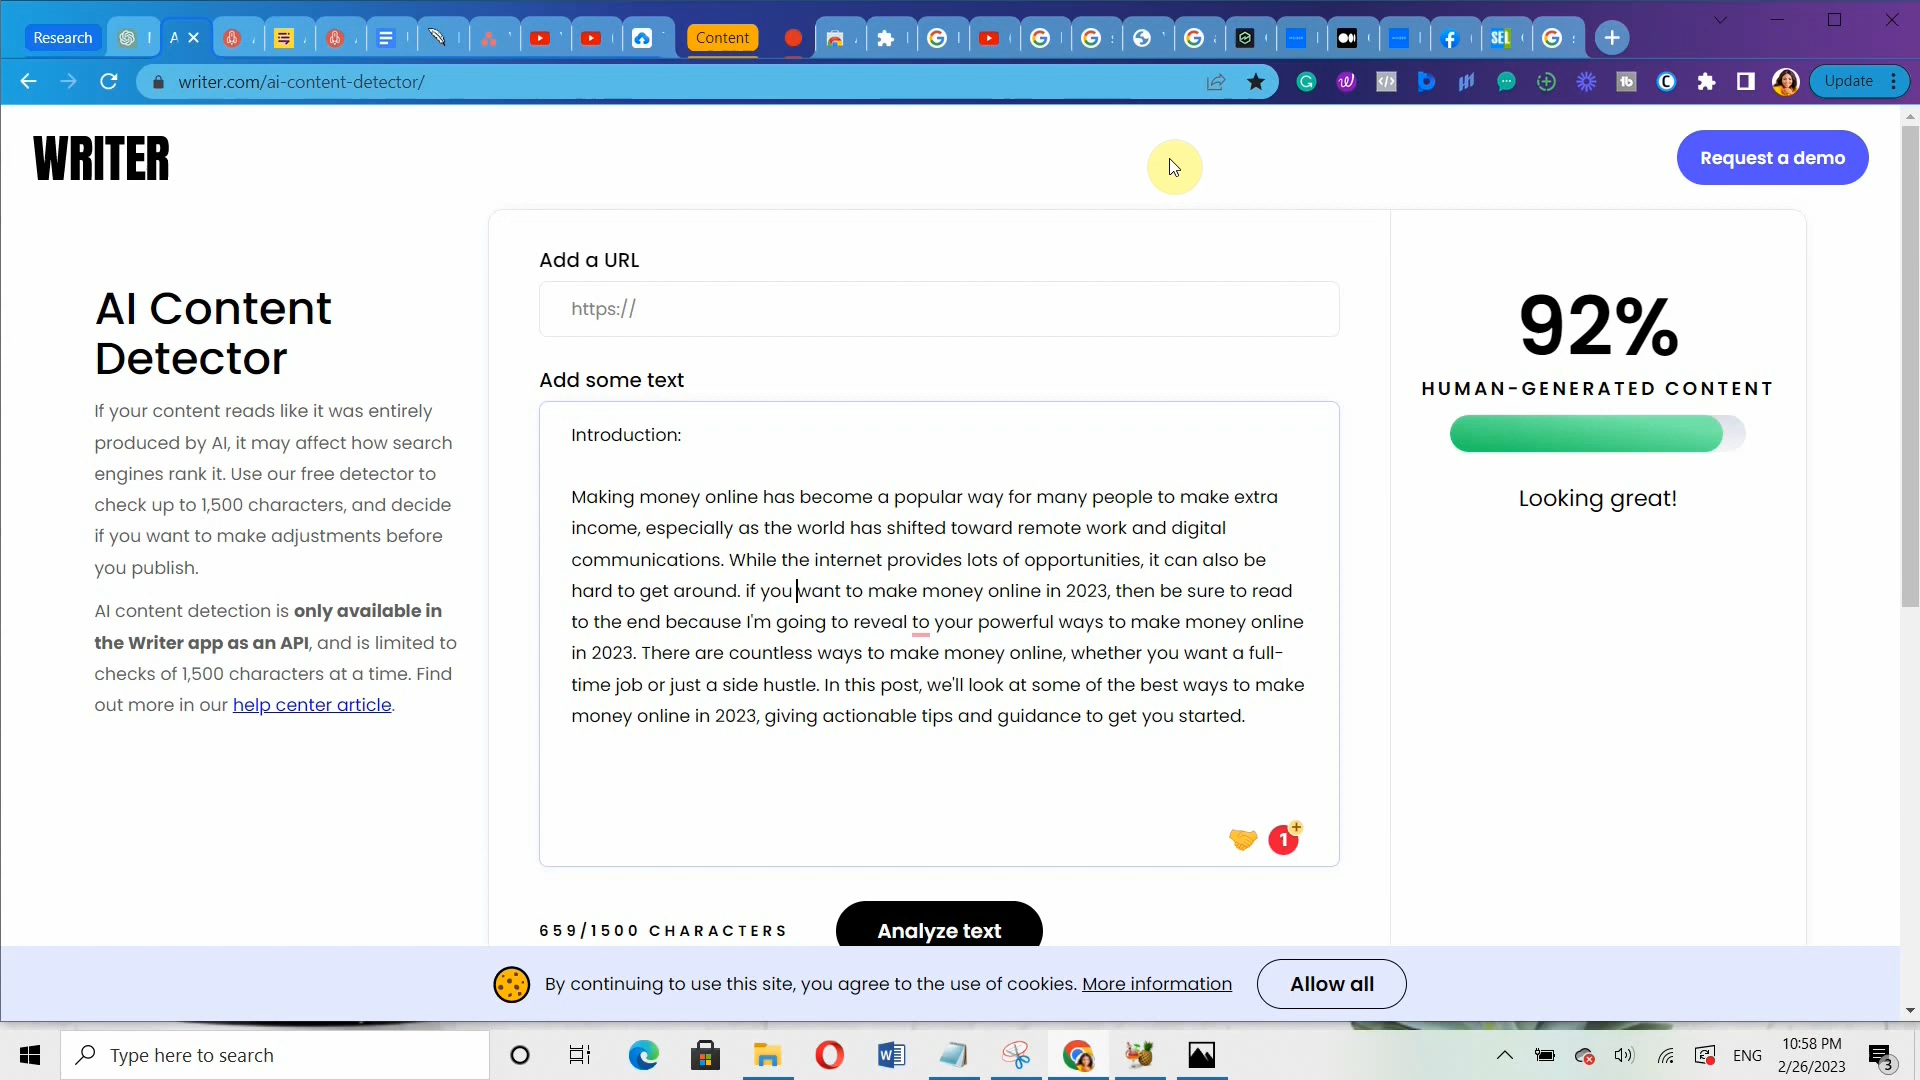 Research
A
Content
SEL
writer.com/ai-content-detector/
tb
Update
WRITER
Request a demo
AI Content
Detector
If your content reads like it was entirely
produced by AI, it may affect how search
engines rank it. Use our free detector to
check up to 1,500 characters, and decide
if you want to make adjustments before
you publish.
AI content detection is only available in
the Writer app as an API, and is limited to
checks of 1,500 characters at a time. Find
out more in our help center article.
Add a URL
https://
Add some text
Introduction:
Making money online has become a popular way for many people to make extra
income, especially as the world has shifted toward remote work and digital
communications. While the internet provides lots of opportunities, it can also be
hard to get around. if you want to make money online in 2023, then be sure to read
to the end because I'm going to reveal to your powerful ways to make money online
in 2023. There are countless ways to make money online, whether you want a full-
time job or just a side hustle. In this post, we'll look at some of the best ways to make
money online in 2023, giving actionable tips and guidance to get you started.
1
659/1500 CHARACTERS
Analyze text
92%
HUMAN-GENERATED CONTENT
Looking great!
By continuing to use this site, you agree to the use of cookies. More information
Allow all
Type here to search
ENG
10:58 PM
2/26/2023
3